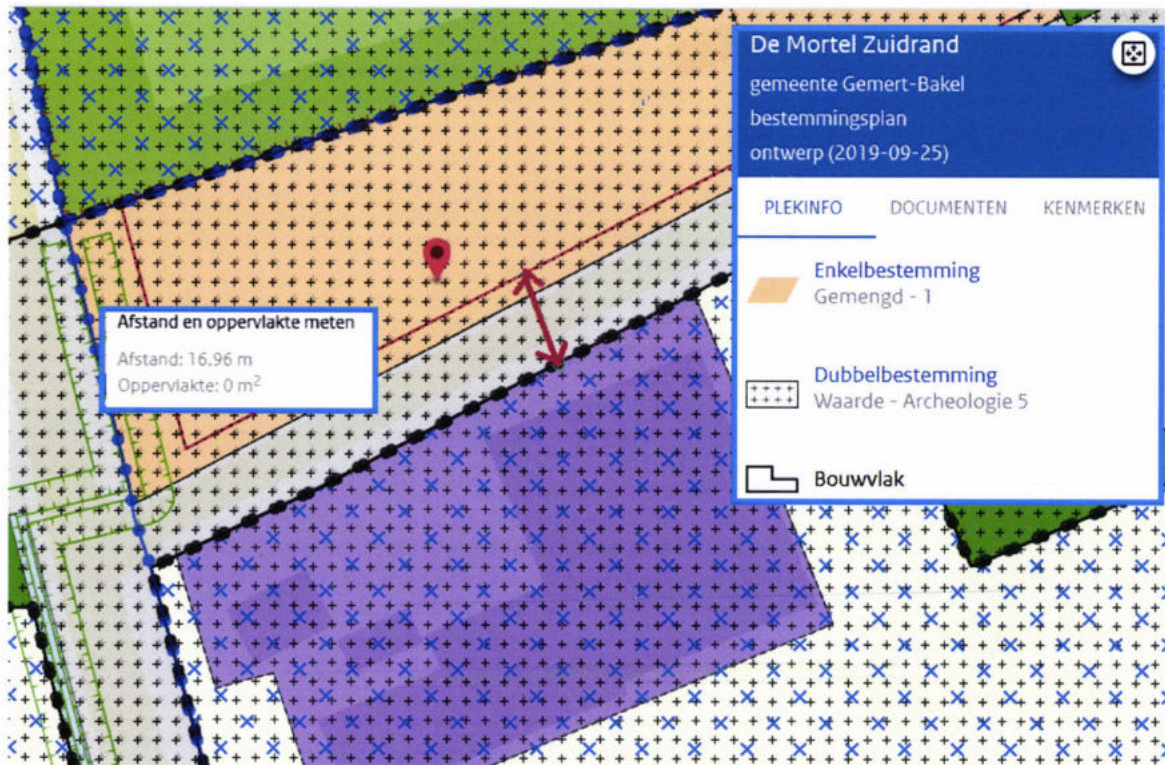 De Mortel Zuidrand
gemeente Gemert-Bakel
bestemmingsplan
ontwerp (2019-09-25)
PLEKINFO DOCUMENTEN KENMERKEN
Enkelbestemming
Gemengd - 1
Dubbelbestemming
Waarde - Archeologie 5
Bouwvlak
Afstand en oppervlakte meten
Afstand: 16.96 m
Oppervlakte: 0 m²